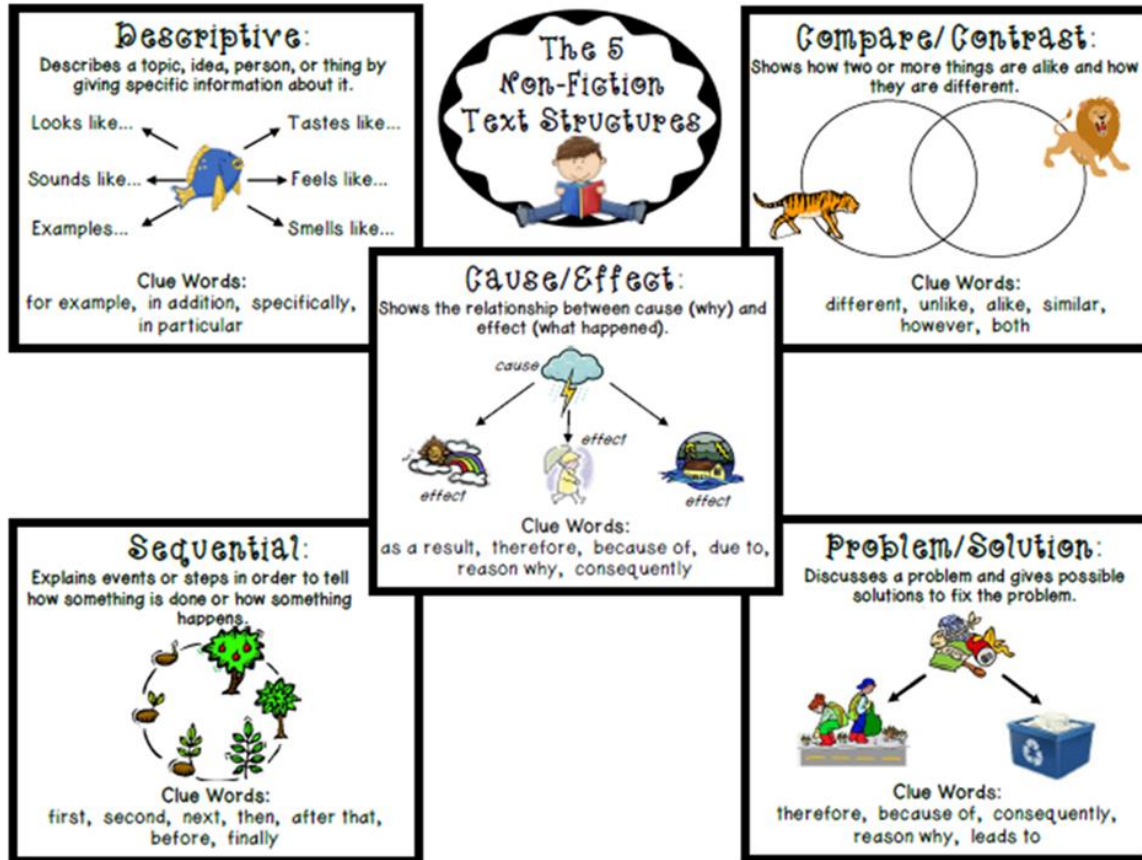 Descriptive:
Describes a topic, idea, person, or thing by
giving specific information about it.
Looks like...
Tastes like...
Sounds like...
Feels like...
Examples...
Smells like...
Clue Words:
for example, in addition, specifically,
in particular
The 5
Non-Fiction
Text Structures
Compare/Contrast:
Shows how two or more things are alike and how
they are different.
Clue Words:
different, unlike, alike, similar,
however, both
Cause/Effect:
Shows the relationship between cause (why) and
effect (what happened).
cause
effect
effect
effect
Clue Words:
as a result, therefore, because of, due to,
reason why, consequently
Sequential:
Explains events or steps in order to tell
how something is done or how something
happens.
Clue Words:
first, second, next, then, after that,
before, finally
Problem/Solution:
Discusses a problem and gives possible
solutions to fix the problem.
Clue Words:
therefore, because of, consequently,
reason why, leads to